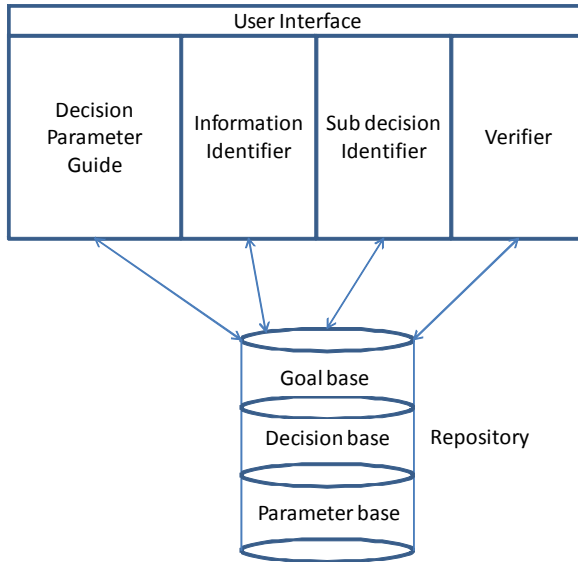 User Interface
Decision
Parameter
Guide
Information
Identifier
Sub decision
Identifier
Verifier
Goal base
Decision base
Repository
Parameter base